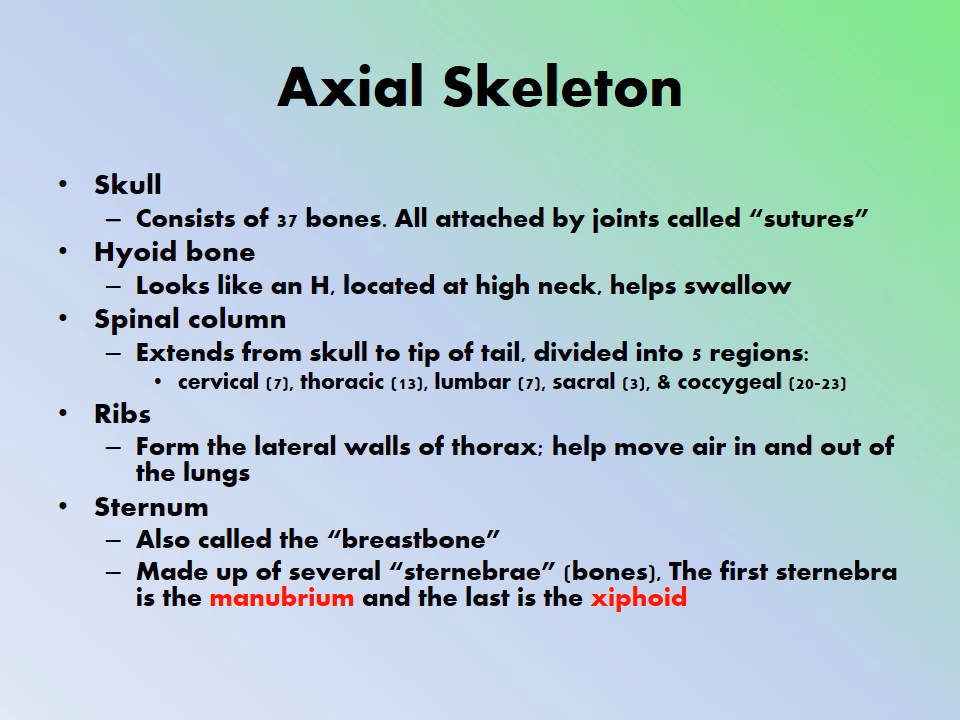 Axial Skeleton
• Skull
– Consists of 37 bones. All attached by joints called “sutures”
• Hyoid bone
– Looks like an H, located at high neck, helps swallow
• Spinal column
– Extends from skull to tip of tail, divided into 5 regions:
• cervical (7), thoracic (13), lumbar (7), sacral (3), & coccygeal (20-23)
• Ribs
– Form the lateral walls of thorax; help move air in and out of
the lungs
• Sternum
– Also called the “breastbone”
– Made up of several “sternebrae” (bones), The first sternebra
is the manubrium and the last is the xiphoid